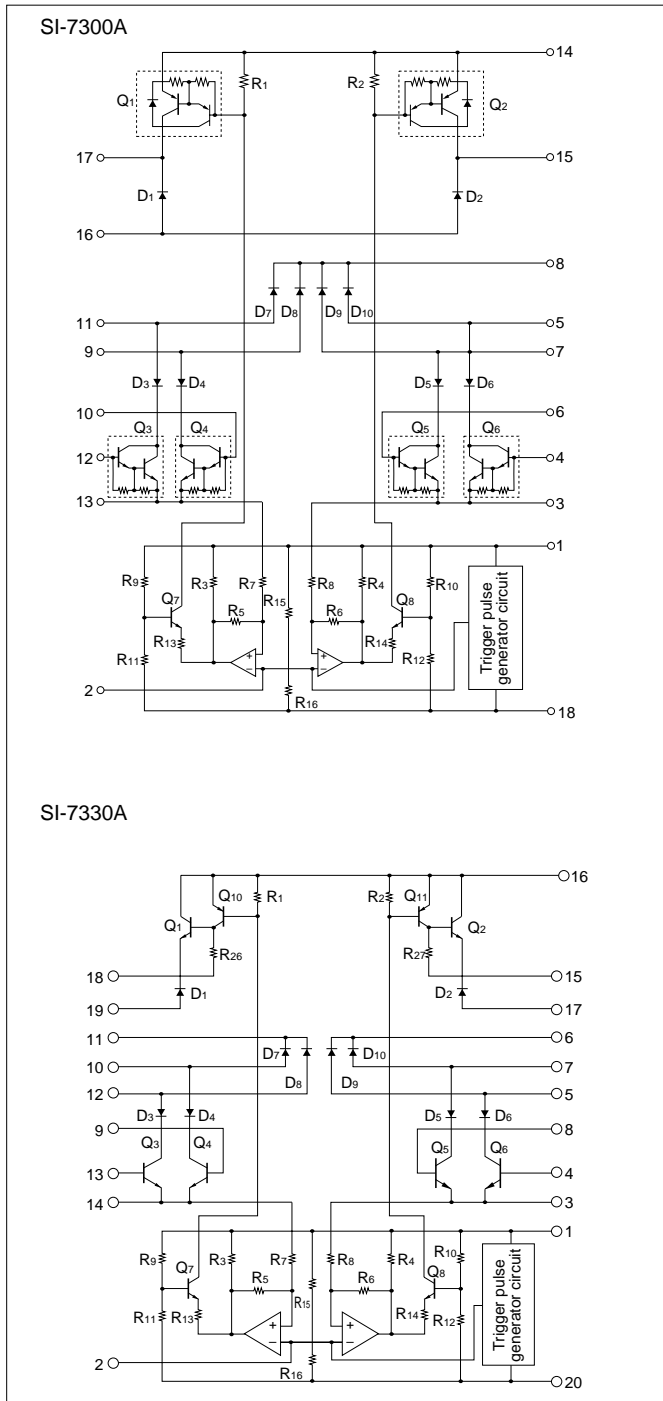 SI-7300A
14
Q1 R1 R2 Q2
17 15
D1 D2
16
8
D7 D8 D9 D10
11 5
9 7
D3 D4 D5 D6
10 6
Q3 Q4 Q5 Q6
12 4
13 3
1
R9 Q7 R3 R7 R15 R8 R4 Q8 R10
R5 R6
R13 R14
R11 + + R12
- -
2 R16
18
Trigger pulse
generator circuit
SI-7330A
16
Q10 R1 R2 Q11
Q1 Q2
R26 R27
18 15
D1 D2
19 17
11 6
D7 D10
10 7
D8 D9
12 5
D3 D4 D5 D6
9 8
Q3 Q4 Q5 Q6
13 4
14 3
1
R9 Q7 R3 R7 R8 R4 Q8 R10
R5 R15 R6
R11 R13 + + R14 R12
- -
2 R16
20
Trigger pulse
generator circuit